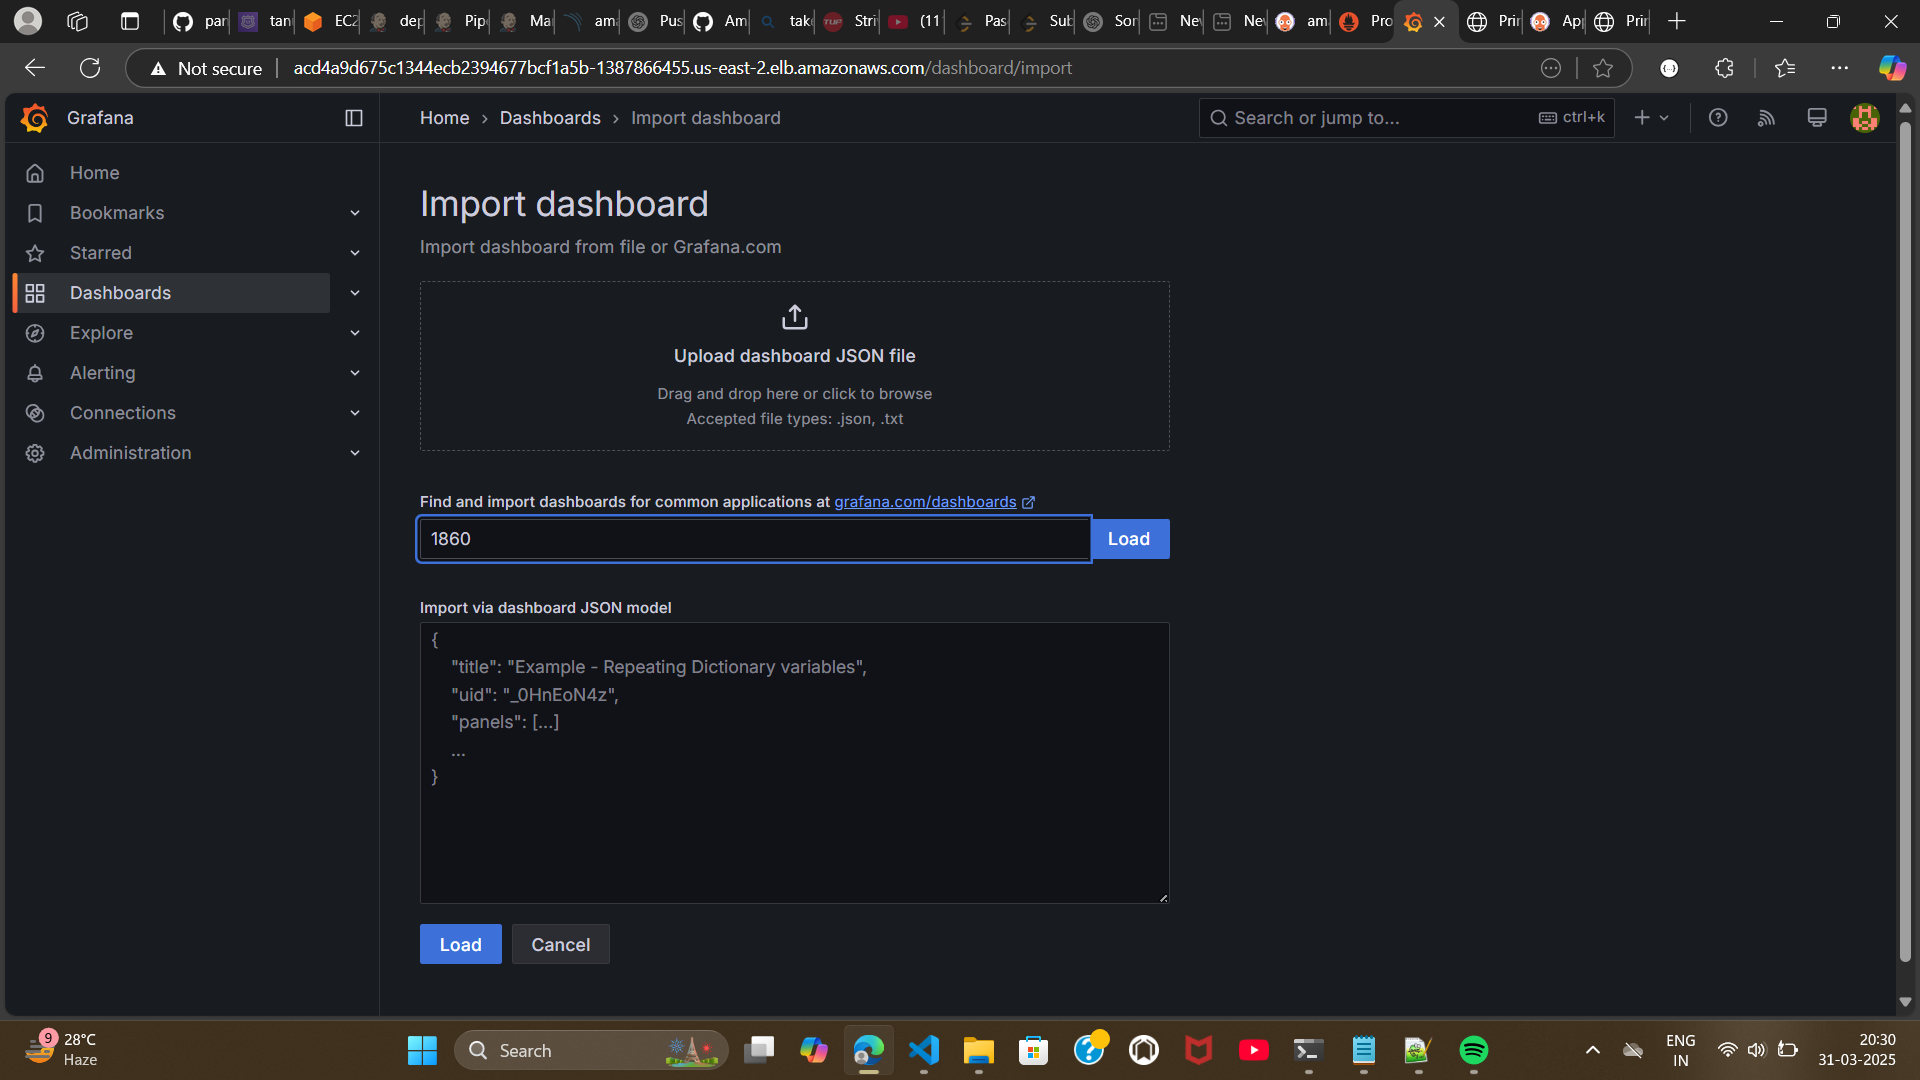 par
tan
EC2
dep
Pip
Ma
ama
Pus
Am
tak
Stri
(11
Pas
Sub
Sor
Nev
Nev
am
Pro
Prin
App
Prin
Not secure
acd4a9d675c1344ecb2394677bcf1a5b-1387866455.us-east-2.elb.amazonaws.com/dashboard/import
Grafana
Home › Dashboards › Import dashboard
Search or jump to...
ctrl+k
Home
Bookmarks
Starred
Dashboards
Explore
Alerting
Connections
Administration
Import dashboard
Import dashboard from file or Grafana.com
Upload dashboard JSON file
Drag and drop here or click to browse
Accepted file types: .json, .txt
Find and import dashboards for common applications at grafana.com/dashboards
1860
Load
Import via dashboard JSON model
{
"title": "Example - Repeating Dictionary variables",
"uid": "_0HnEoN4z",
"panels": [...]
...
}
Load
Cancel
9
28°C
Haze
Search
ENG
IN
20:30
31-03-2025